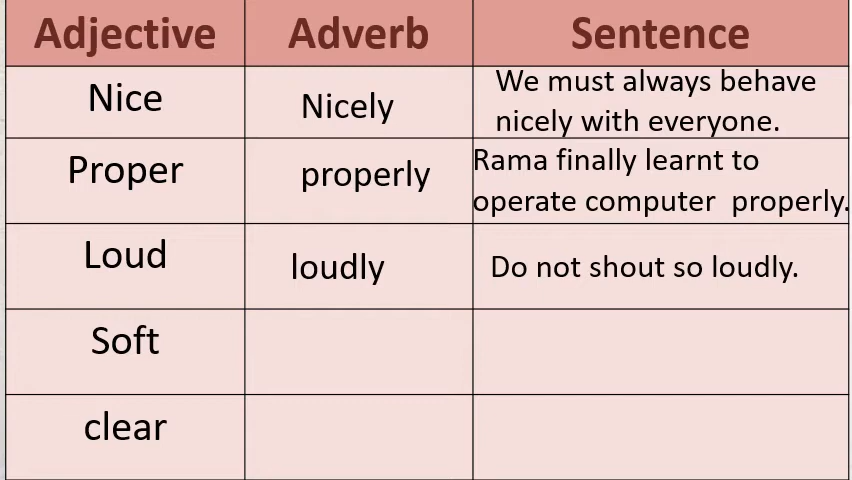 Adjective Adverb Sentence
Nice Nicely We must always behave
nicely with everyone.
Proper properly Rama finally learnt to
operate computer  properly.
Loud loudly Do not shout so loudly.
Soft
clear